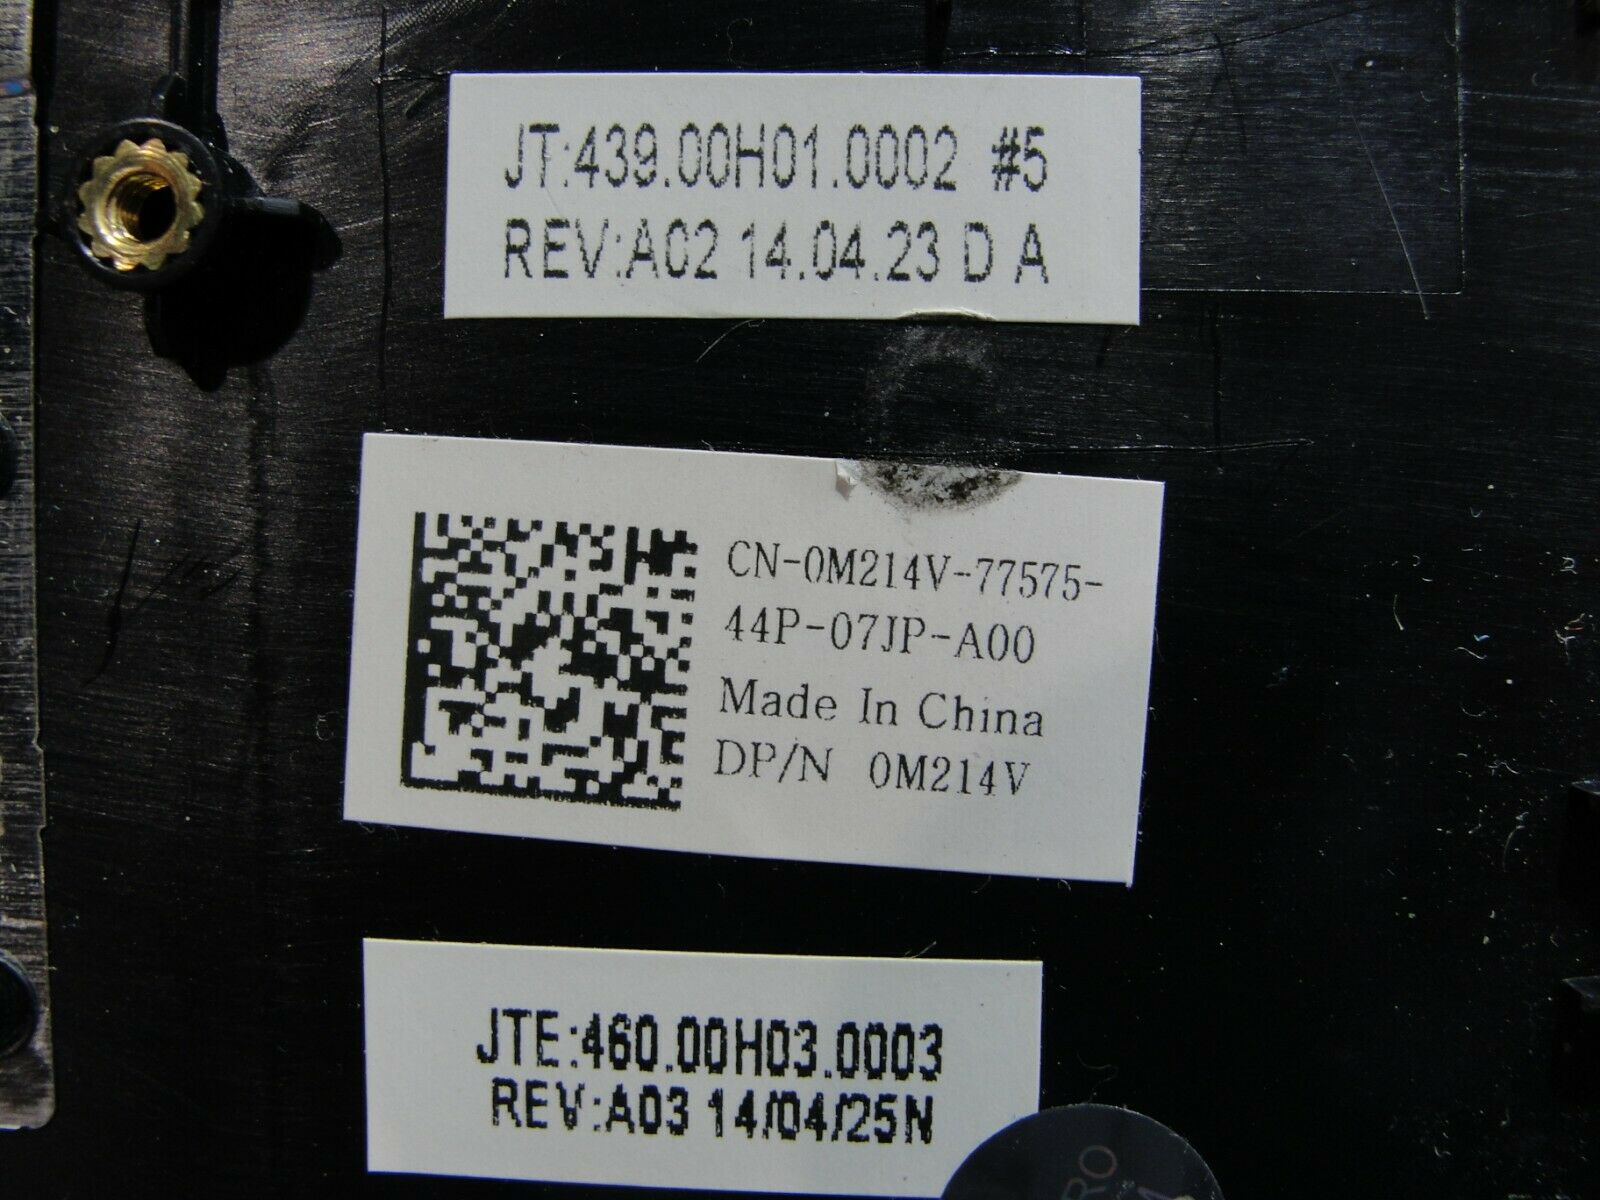 JT:439.00H01.0002 #5
REV:A02 14.04.23 D A
CN-0M214V-77575-
44P-07JP-A00
Made In China
DP/N 0M214V
JTE:460.00H03.0003
REV:A03 14/04/25N